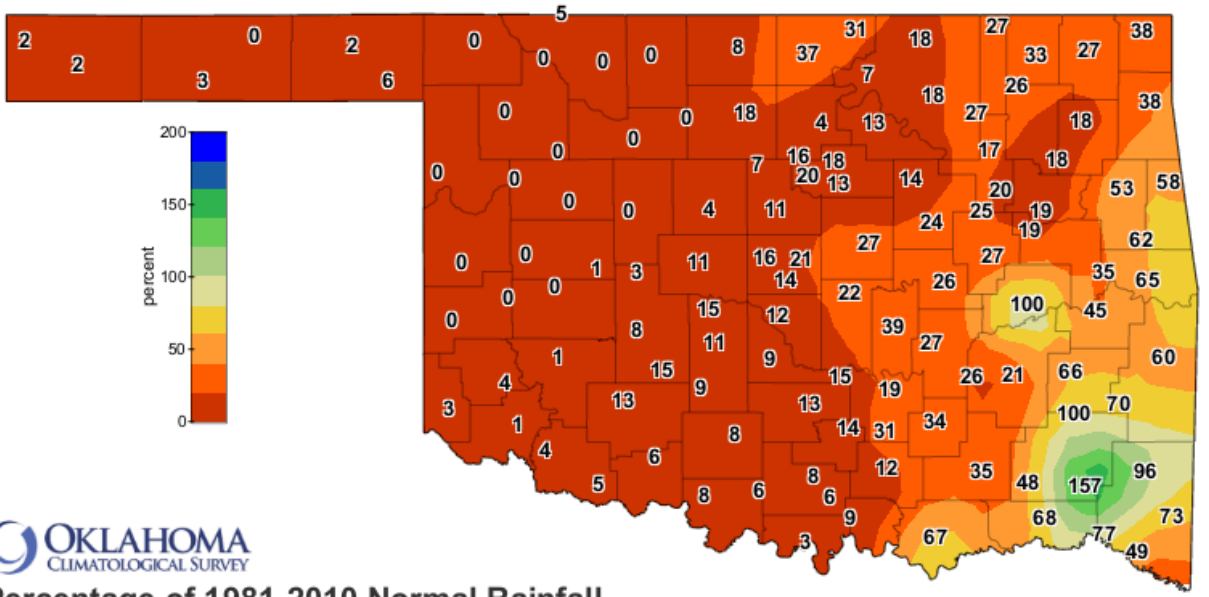 5
31 27 38
2 0 2 0 0 0 0 8 37 18 33 27
2 3 6 7 26
0 0 18 4 13 18 27 18 38
0 0 7 16 18 17 18
0 0 20 13 14 20 53 58
0 0 4 11 24 25 19 19
0 0 1 3 11 16 21 14 27 27 26 62 35 65
0 0 22 100 45
0 15 12 39
8 11 27
1 15 9 15 26 21 66 60
4 13 9 13 19 70
3 1 8 14 31 34 100
4 6 12
5 8 6 8 6 35 48 157 96
9 68 73
3 67 77 49
200
150
100
50
0
percent
OKLAHOMA
CLIMATOLOGICAL SURVEY
Percentage of 1981-2010 Normal Rainfall